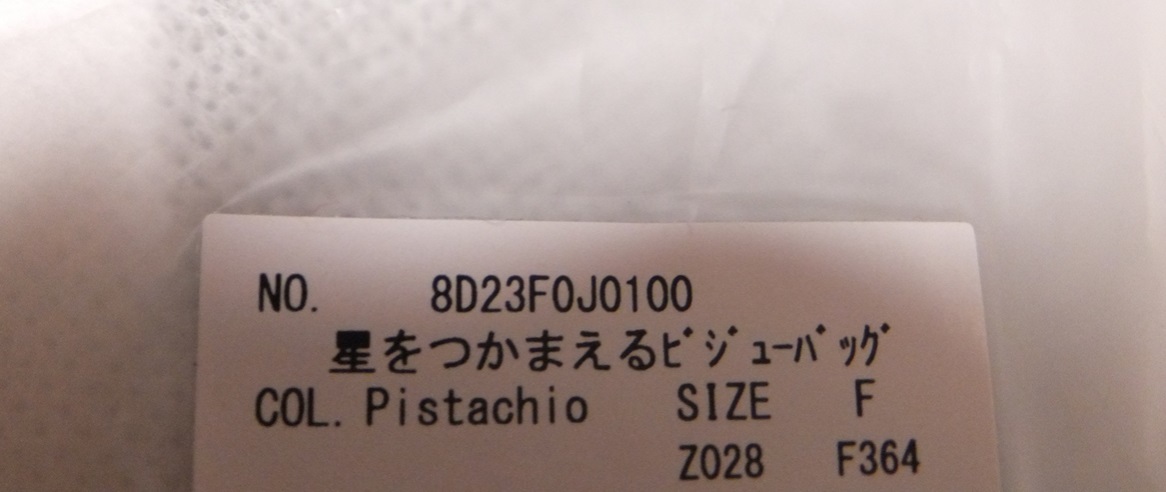 NO. 8D23F0J0100
星をつかまえるﾋﾞｼﾞｭｰﾊﾞｯｸﾞ
COL. Pistachio SIZE F
Z028 F364